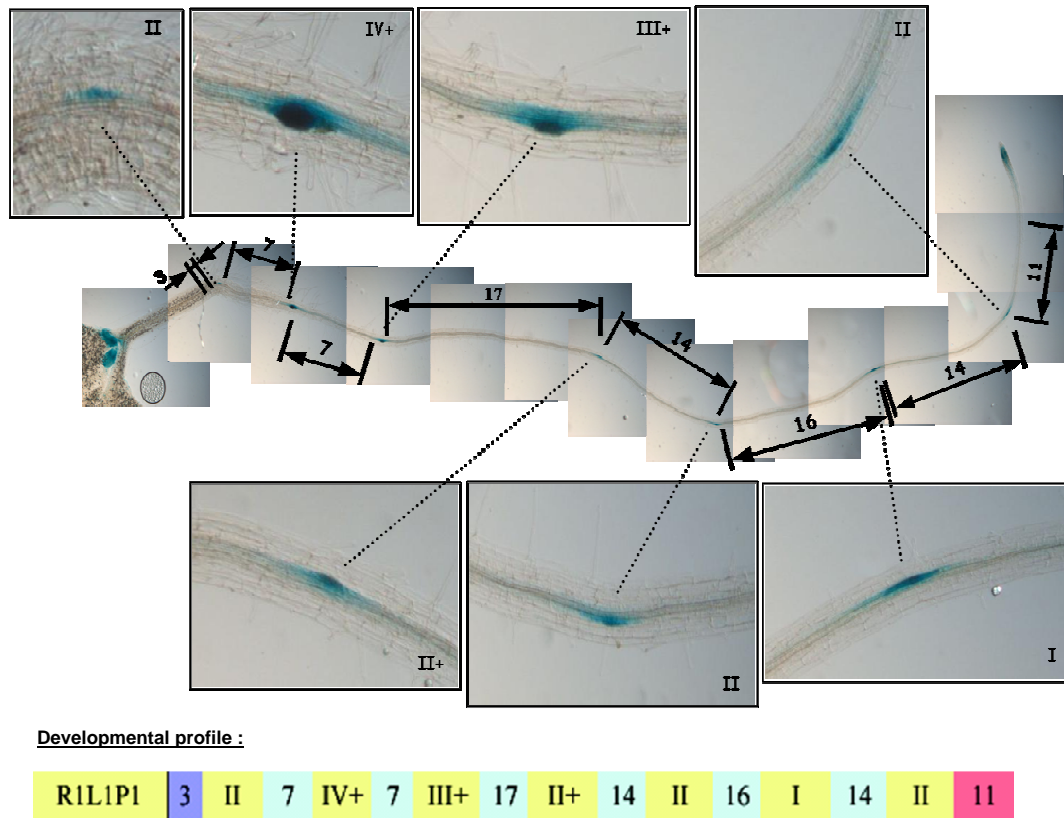 II
IV+
III+
II
3
7
7
17
14
16
14
11
II+
II
I
Developmental profile :
R1L1P1 3 II 7 IV+ 7 III+ 17 II+ 14 II 16 I 14 II 11